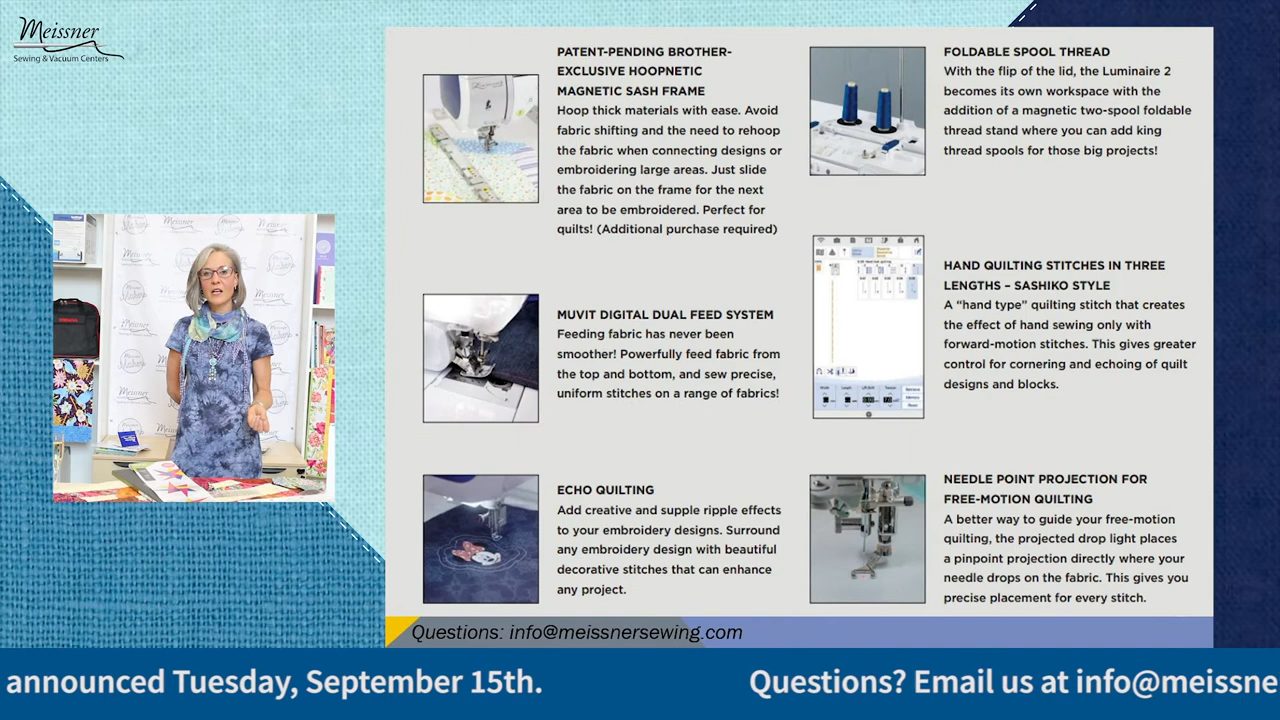 Meissner
Sewing & Vacuum Centers
PATENT-PENDING BROTHER-
EXCLUSIVE HOOPNETIC
MAGNETIC SASH FRAME
Hoop thick materials with ease. Avoid
fabric shifting and the need to rehoop
the fabric when connecting designs or
embroidering large areas. Just slide
the fabric on the frame for the next
area to be embroidered. Perfect for
quilts! (Additional purchase required)
MUVIT DIGITAL DUAL FEED SYSTEM
Feeding fabric has never been
smoother! Powerfully feed fabric from
the top and bottom, and sew precise,
uniform stitches on a range of fabrics!
ECHO QUILTING
Add creative and supple ripple effects
to your embroidery designs. Surround
any embroidery design with beautiful
decorative stitches that can enhance
any project.
FOLDABLE SPOOL THREAD
With the flip of the lid, the Luminaire 2
becomes its own workspace with the
addition of a magnetic two-spool foldable
thread stand where you can add king
thread spools for those big projects!
HAND QUILTING STITCHES IN THREE
LENGTHS – SASHIKO STYLE
A “hand type” quilting stitch that creates
the effect of hand sewing only with
forward-motion stitches. This gives greater
control for cornering and echoing of quilt
designs and blocks.
NEEDLE POINT PROJECTION FOR
FREE-MOTION QUILTING
A better way to guide your free-motion
quilting, the projected drop light places
a pinpoint projection directly where your
needle drops on the fabric. This gives you
precise placement for every stitch.
Questions: info@meissnersewing.com
announced Tuesday, September 15th. Questions? Email us at info@meissne